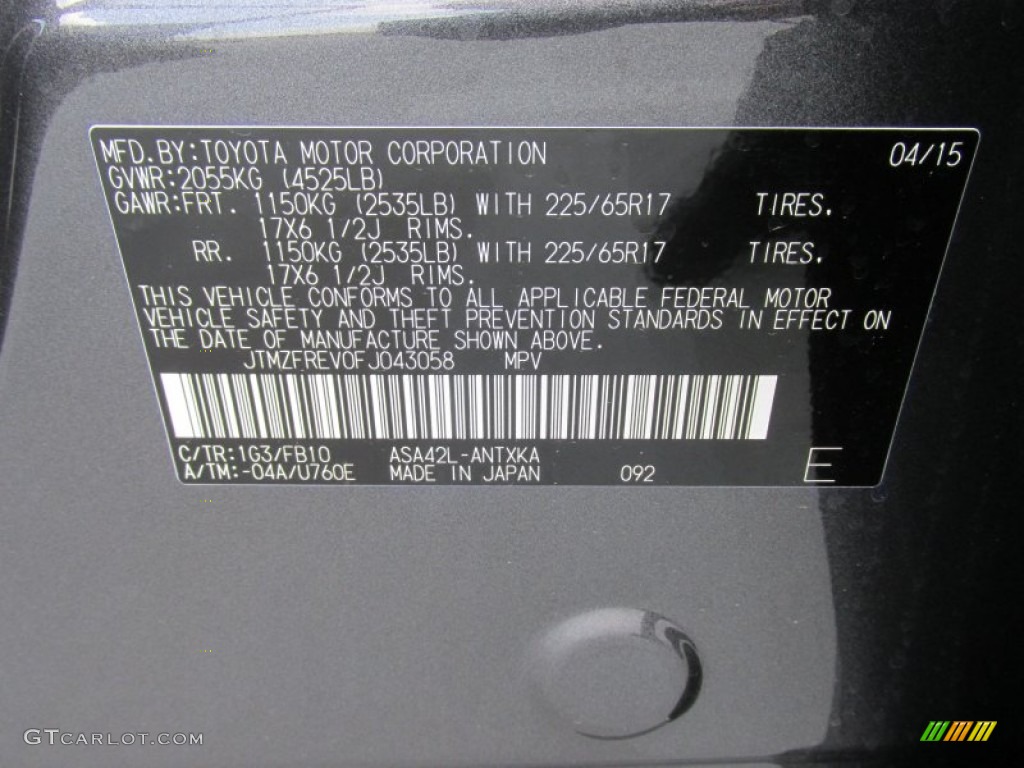 MFD.BY:TOYOTA MOTOR CORPORATION 04/15
GVWR:2055KG (4525LB)
GAWR:FRT. 1150KG (2535LB) WITH 225/65R17 TIRES.
17X6 1/2J RIMS.
RR. 1150KG (2535LB) WITH 225/65R17 TIRES.
17X6 1/2J RIMS.
THIS VEHICLE CONFORMS TO ALL APPLICABLE FEDERAL MOTOR
VEHICLE SAFETY AND THEFT PREVENTION STANDARDS IN EFFECT ON
THE DATE OF MANUFACTURE SHOWN ABOVE.
JTMZFREV0FJ043058 MPV
C/TR:1G3/FB10 ASA42L-ANTXKA
A/TM:-04A/U760E MADE IN JAPAN 092 E
GTCARLOT.COM